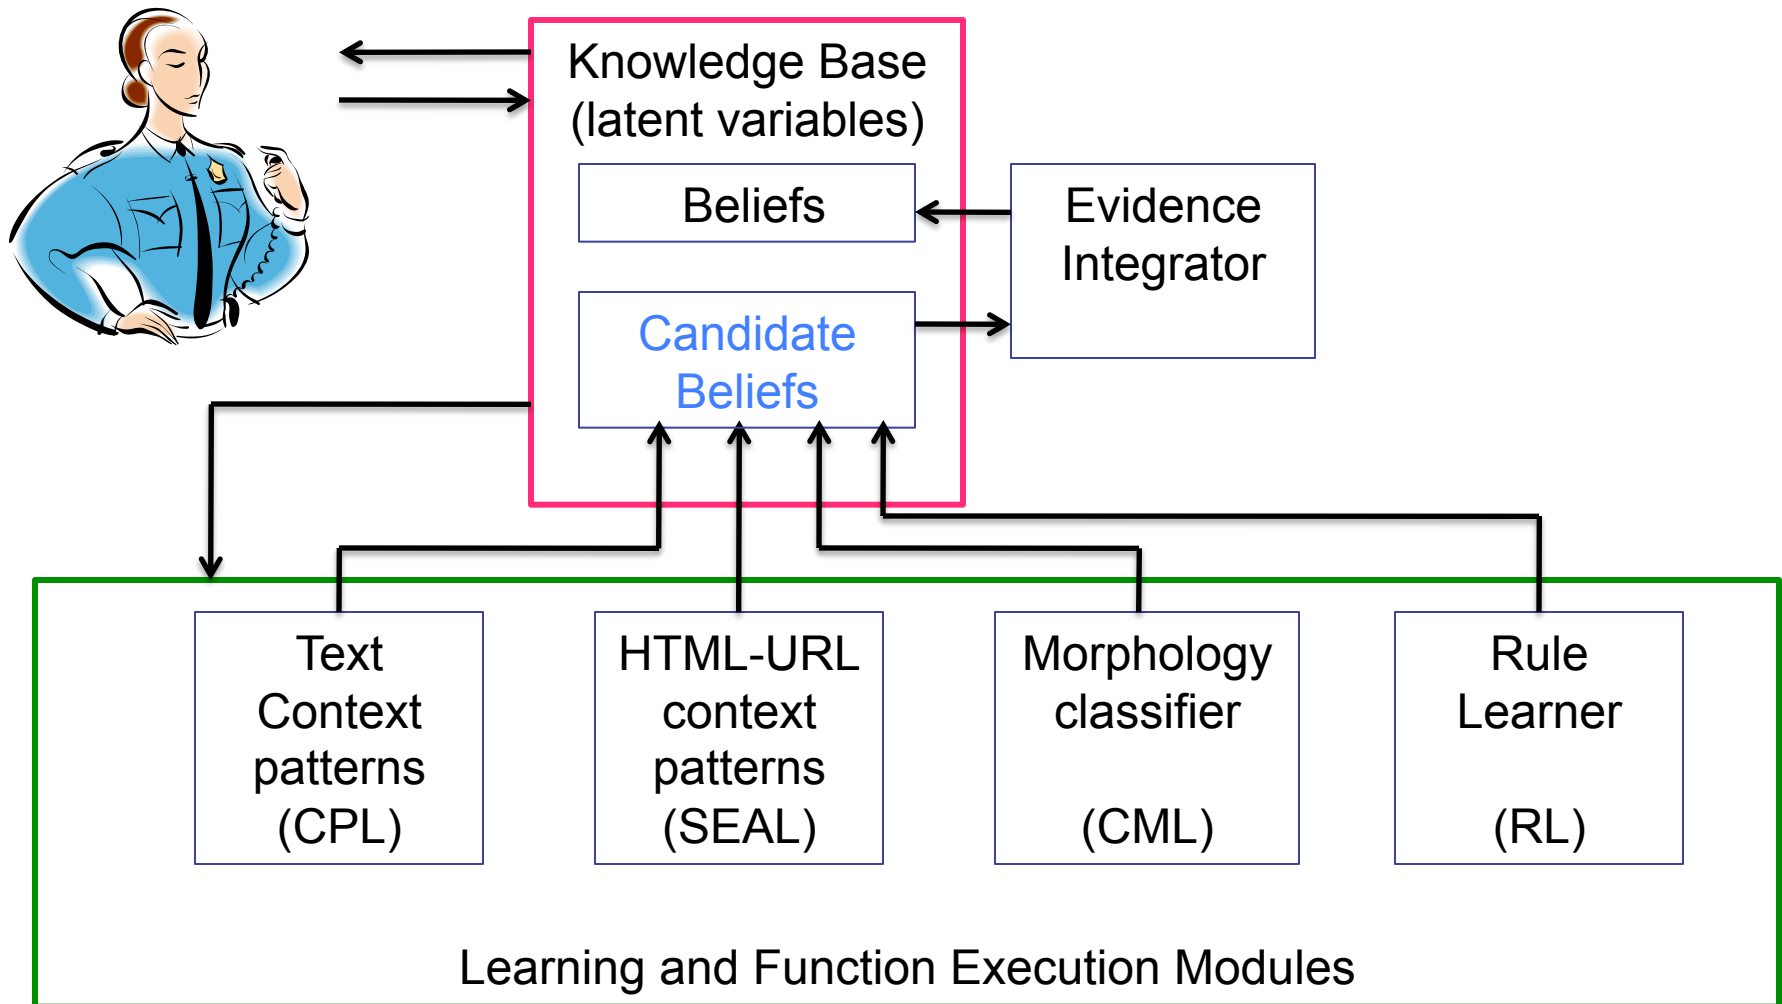 Knowledge Base
(latent variables)
Beliefs
Evidence
Integrator
Candidate
Beliefs
Text
Context
patterns
(CPL)
HTML-URL
context
patterns
(SEAL)
Morphology
classifier
(CML)
Rule
Learner
(RL)
Learning and Function Execution Modules